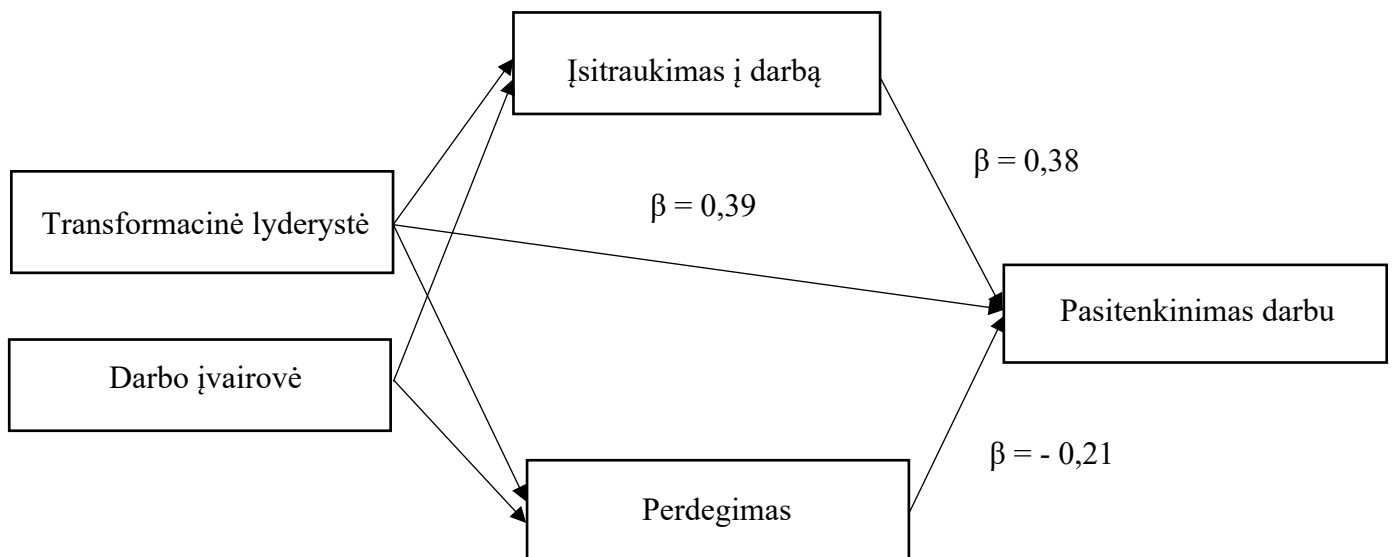 Įsitraukimas į darbą
β = 0,38
Transformacinė lyderystė
β = 0,39
Pasitenkinimas darbu
Darbo įvairovė
β = - 0,21
Perdegimas